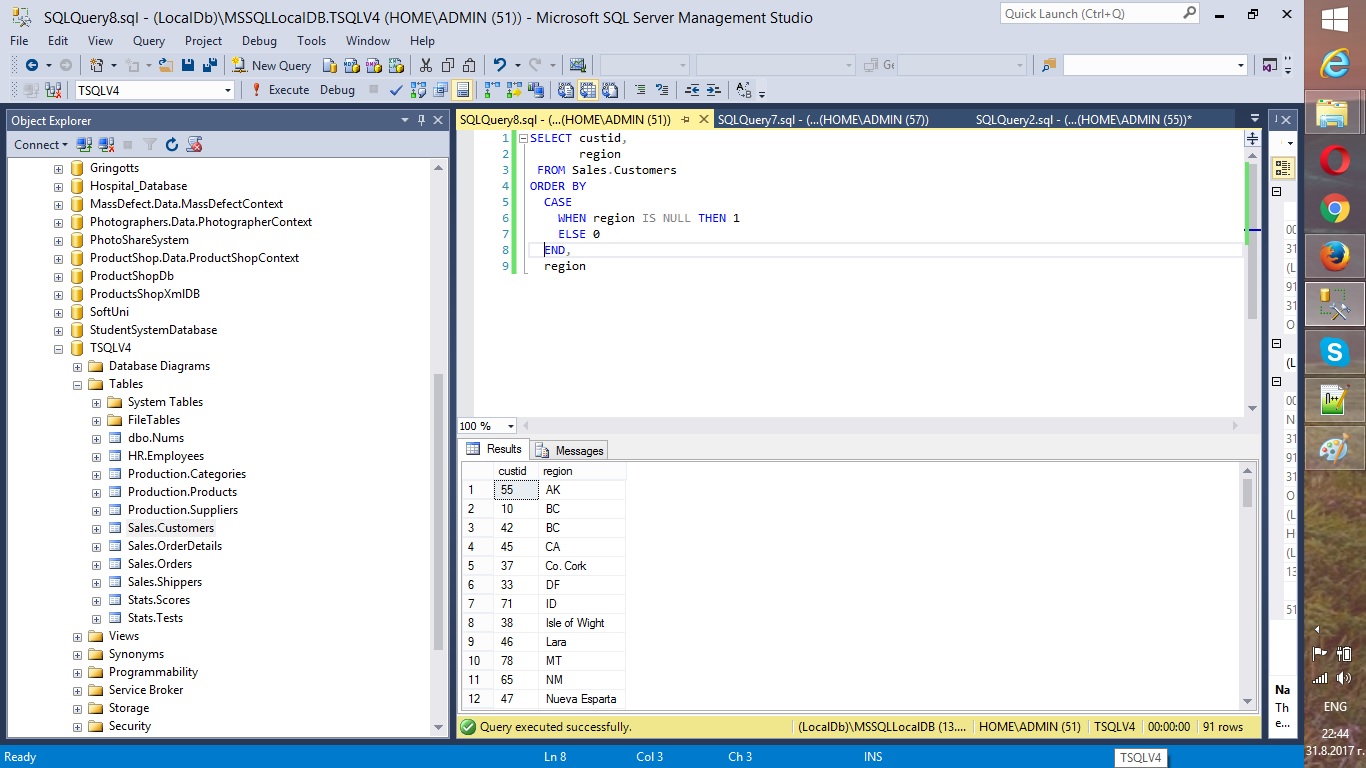 SQLQuery8.sql - (LocalDb)\MSSQLLocalDB.TSQLV4 (HOME\ADMIN (51)) - Microsoft SQL Server Management Studio
Quick Launch (Ctrl+Q)
File Edit View Query Project Debug Tools Window Help
New Query
TSQLV4
Execute Debug
Object Explorer
Connect
Gringotts
Hospital_Database
MassDefect.Data.MassDefectContext
Photographers.Data.PhotographerContext
PhotoShareSystem
ProductShop.Data.ProductShopContext
ProductShopDb
ProductsShopXmlDB
SoftUni
StudentSystemDatabase
TSQLV4
Database Diagrams
Tables
System Tables
FileTables
dbo.Nums
HR.Employees
Production.Categories
Production.Products
Production.Suppliers
Sales.Customers
Sales.OrderDetails
Sales.Orders
Sales.Shippers
Stats.Scores
Stats.Tests
Views
Synonyms
Programmability
Service Broker
Storage
Security
SQLQuery8.sql - (...(HOME\ADMIN (51)) SQLQuery7.sql - (...(HOME\ADMIN (57)) SQLQuery2.sql - (...(HOME\ADMIN (55))*
1 SELECT custid,
2 region
3 FROM Sales.Customers
4 ORDER BY
5 CASE
6 WHEN region IS NULL THEN 1
7 ELSE 0
8 END,
9 region
100 %
Results Messages
custid region
1 55 AK
2 10 BC
3 42 BC
4 45 CA
5 37 Co. Cork
6 33 DF
7 71 ID
8 38 Isle of Wight
9 46 Lara
10 78 MT
11 65 NM
12 47 Nueva Esparta
Query executed successfully.
(LocalDb)\MSSQLLocalDB (13.... HOME\ADMIN (51) TSQLV4 00:00:00 91 rows
Na
Th
e...
Ready Ln 8 Col 3 Ch 3 INS
TSQLV4
ENG
22:44
31.8.2017 г.